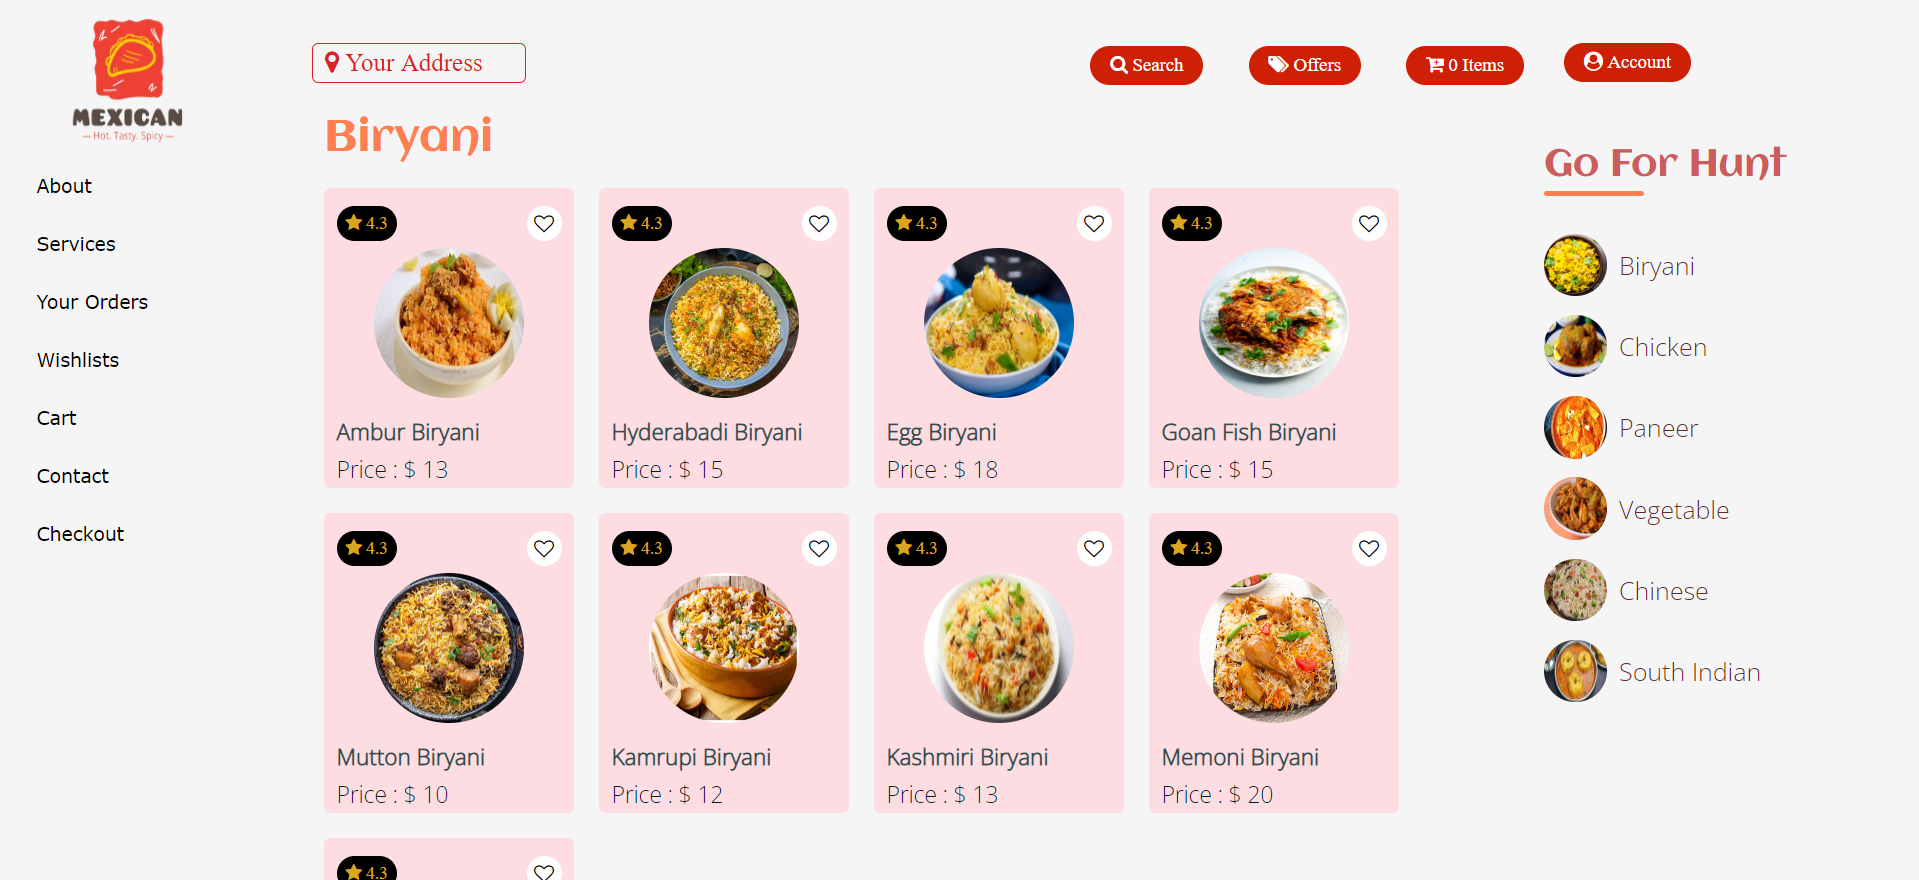 MEXICAN
— Hot. Tasty. Spicy —
Your Address
Search
Offers
0 Items
Account
About
Services
Your Orders
Wishlists
Cart
Contact
Checkout
Biryani
4.3
Ambur Biryani
Price : $ 13
4.3
Hyderabadi Biryani
Price : $ 15
4.3
Egg Biryani
Price : $ 18
4.3
Goan Fish Biryani
Price : $ 15
4.3
Mutton Biryani
Price : $ 10
4.3
Kamrupi Biryani
Price : $ 12
4.3
Kashmiri Biryani
Price : $ 13
4.3
Memoni Biryani
Price : $ 20
4.3
Go For Hunt
Biryani
Chicken
Paneer
Vegetable
Chinese
South Indian